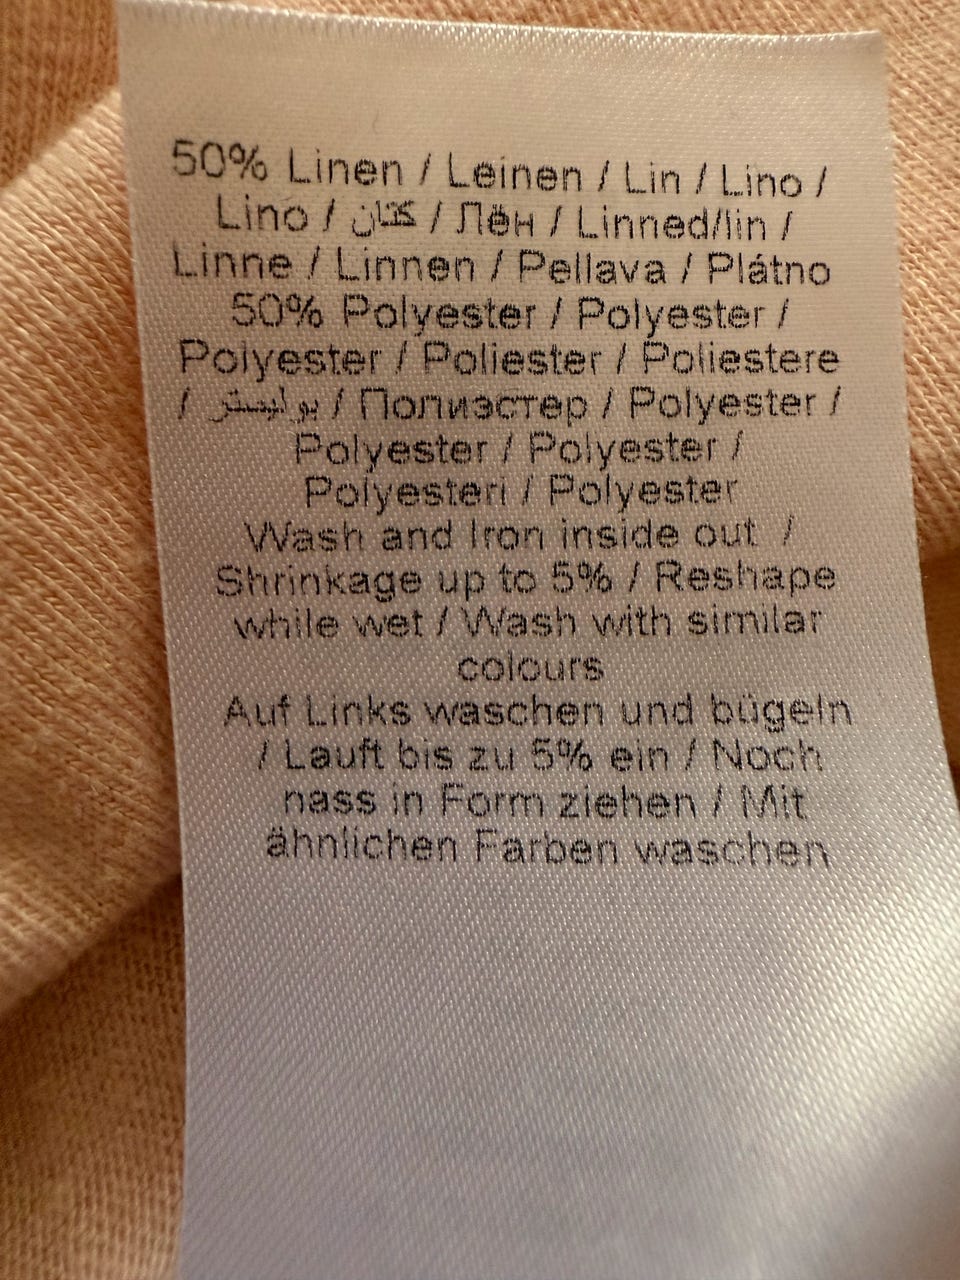 50% Linen / Leinen / Lin / Lino /
Lino / كتان / Лён / Linned/lin /
Linne / Linnen / Pellava / Plátno
50% Polyester / Polyester /
Polyester / Poliester / Poliestere
/ بوليستر / Полиэстер / Polyester /
Polyester / Polyester /
Polyesteri / Polyester
Wash and Iron inside out /
Shrinkage up to 5% / Reshape
while wet / Wash with similar
colours
Auf Links waschen und bügeln
/ Lauft bis zu 5% ein / Noch
nass in Form ziehen / Mit
ähnlichen Farben waschen